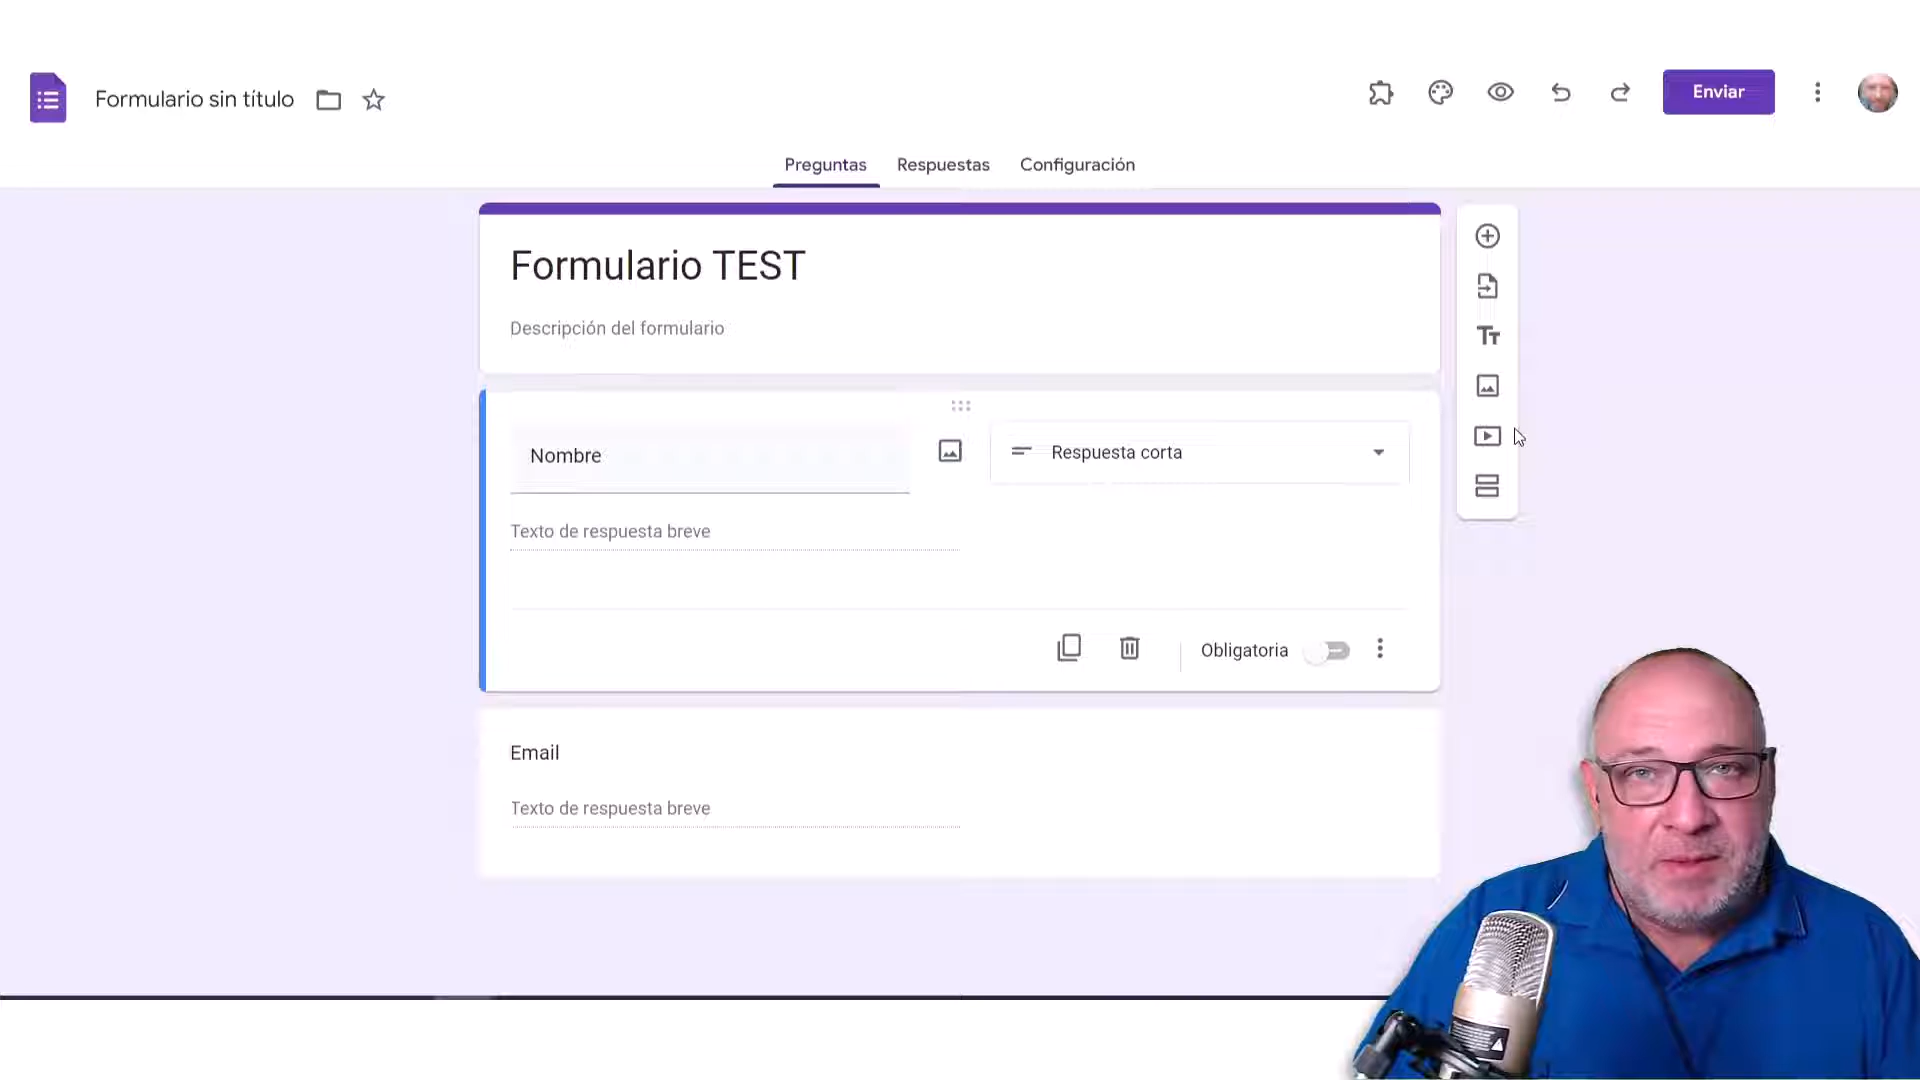 Formulario sin título
Enviar
Preguntas
Respuestas
Configuración
Formulario TEST
Descripción del formulario
Nombre
Respuesta corta
Texto de respuesta breve
Obligatoria
Email
Texto de respuesta breve